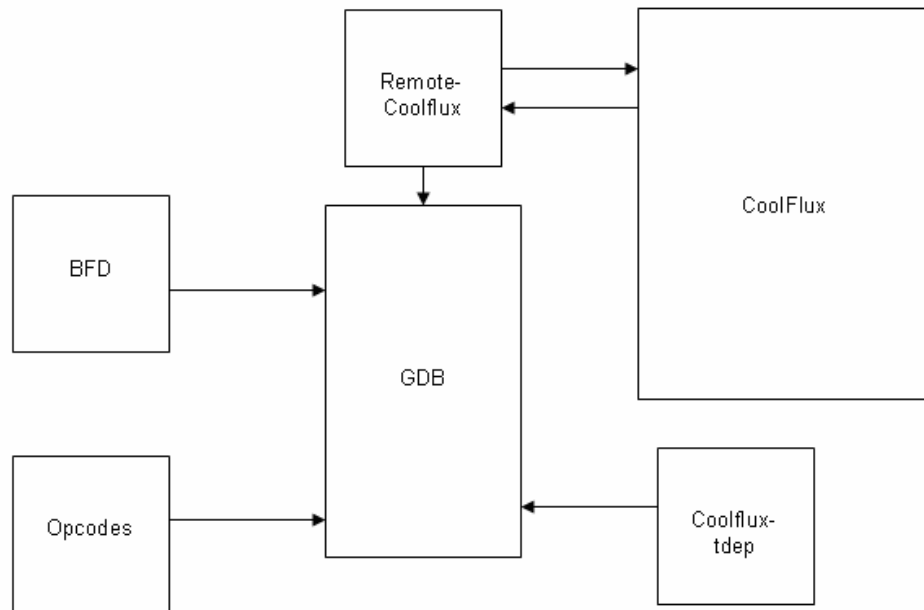 Remote-
Coolflux
CoolFlux
BFD
GDB
Opcodes
Coolflux-
tdep